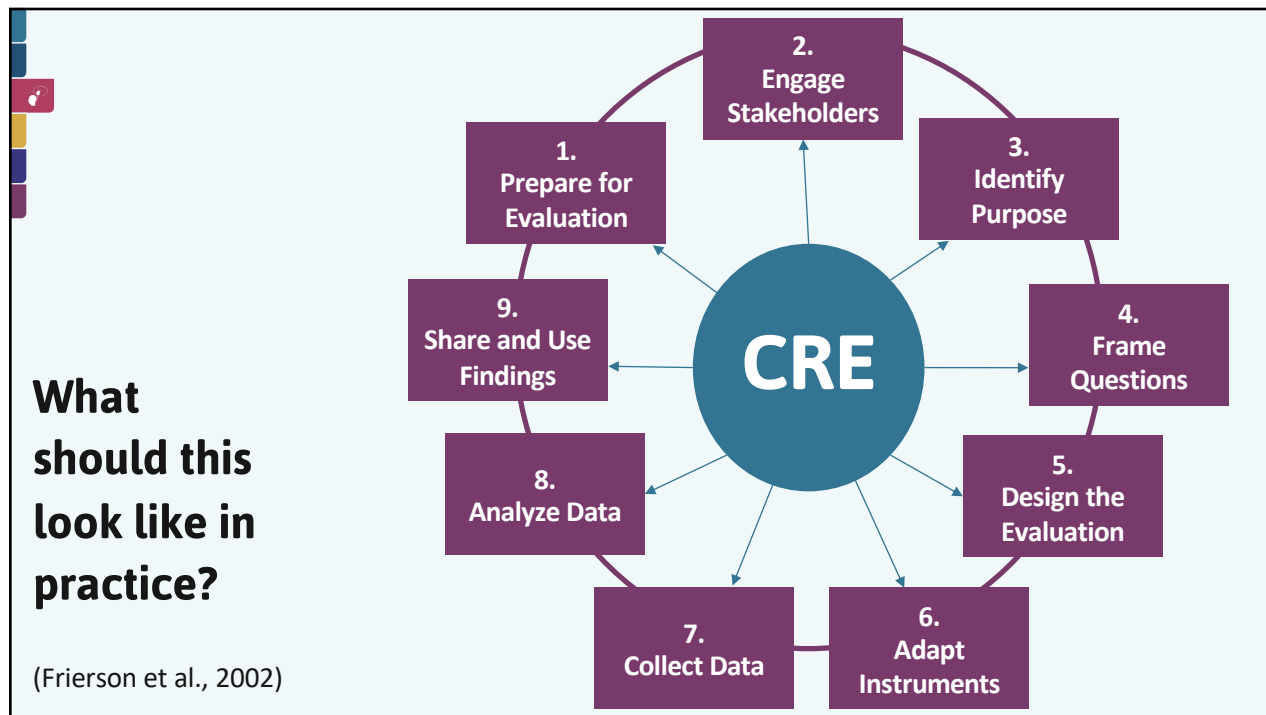 What
should this
look like in
practice?
(Frierson et al., 2002)
CRE
1.
Prepare for
Evaluation
2.
Engage
Stakeholders
3.
Identify
Purpose
4.
Frame
Questions
5.
Design the
Evaluation
6.
Adapt
Instruments
7.
Collect Data
8.
Analyze Data
9.
Share and Use
Findings